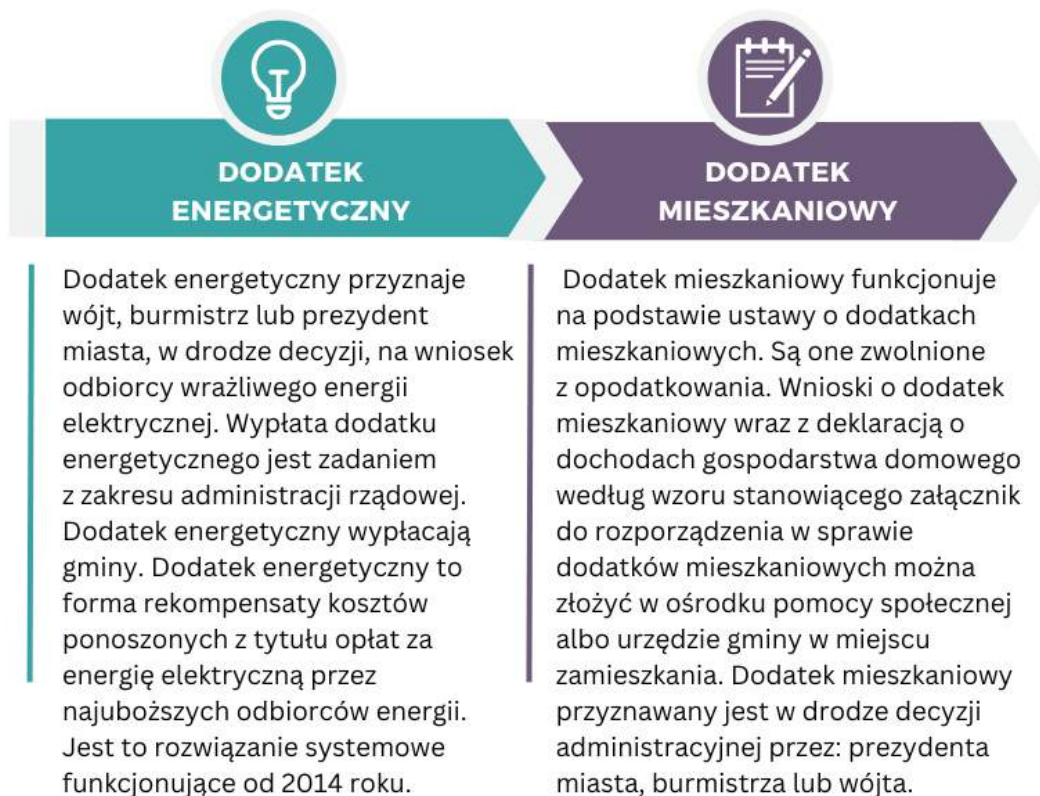 DODATEK
ENERGETYCZNY
Dodatek energetyczny przyznaje
wójt, burmistrz lub prezydent
miasta, w drodze decyzji, na wniosek
odbiorcy wrażliwego energii
elektrycznej. Wypłata dodatku
energetycznego jest zadaniem
z zakresu administracji rządowej.
Dodatek energetyczny wypłacają
gminy. Dodatek energetyczny to
forma rekompensaty kosztów
ponoszonych z tytułu opłat za
energię elektryczną przez
najuboższych odbiorców energii.
Jest to rozwiązanie systemowe
funkcjonujące od 2014 roku.
DODATEK
MIESZKANIOWY
Dodatek mieszkaniowy funkcjonuje
na podstawie ustawy o dodatkach
mieszkaniowych. Są one zwolnione
z opodatkowania. Wnioski o dodatek
mieszkaniowy wraz z deklaracją o
dochodach gospodarstwa domowego
według wzoru stanowiącego załącznik
do rozporządzenia w sprawie
dodatków mieszkaniowych można
złożyć w ośrodku pomocy społecznej
albo urzędzie gminy w miejscu
zamieszkania. Dodatek mieszkaniowy
przyznawany jest w drodze decyzji
administracyjnej przez: prezydenta
miasta, burmistrza lub wójta.